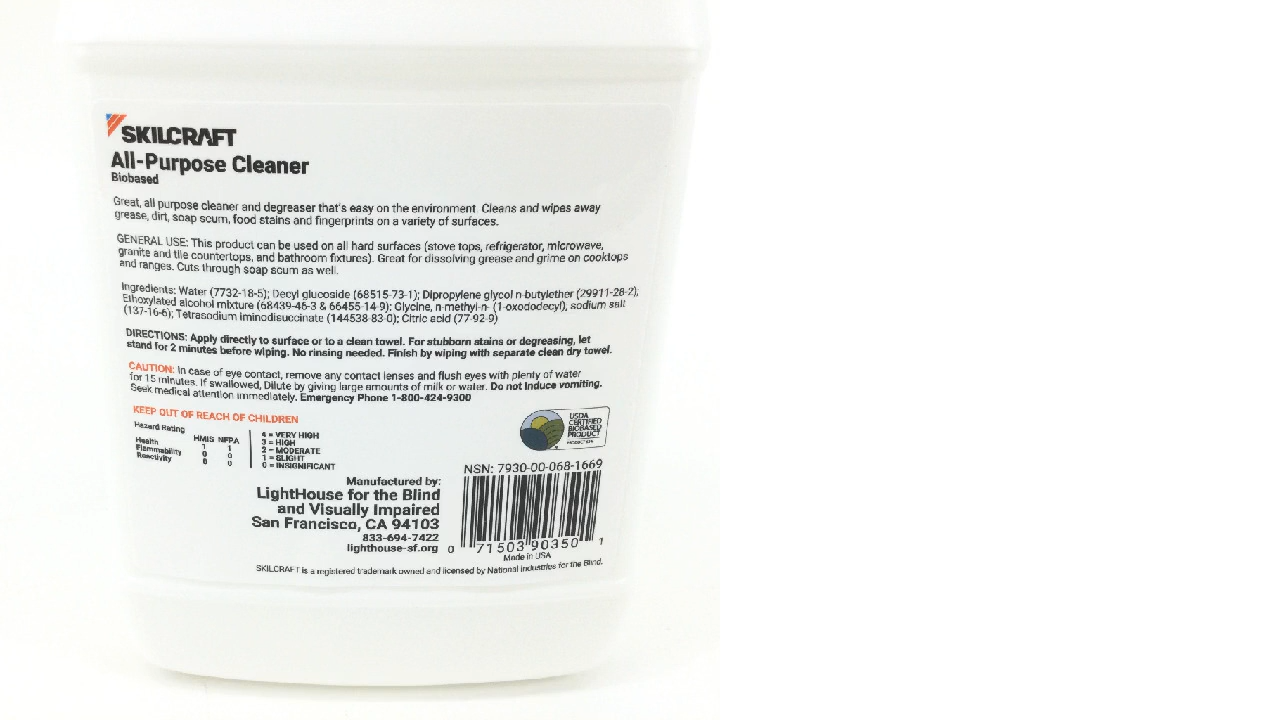 SKILCRAFT
All-Purpose Cleaner
Biobased
Great, all purpose cleaner and degreaser that's easy on the environment. Cleans and wipes away
grease, dirt, soap scum, food stains and fingerprints on a variety of surfaces.
GENERAL USE: This product can be used on all hard surfaces (stove tops, refrigerator, microwave,
granite and tile countertops, and bathroom fixtures). Great for dissolving grease and grime on cooktops
and ranges. Cuts through soap scum as well.
Ingredients: Water (7732-18-5); Decyl glucoside (68515-73-1); Dipropylene glycol n-butylether (29911-28-2);
Ethoxylated alcohol mixture (68439-46-3 & 66455-14-9); Glycine, n-methyl-n- (1-oxododecyl), sodium salt
(137-16-6); Tetrasodium iminodisuccinate (144538-83-0); Citric acid (77-92-9)
DIRECTIONS: Apply directly to surface or to a clean towel. For stubborn stains or degreasing, let
stand for 2 minutes before wiping. No rinsing needed. Finish by wiping with separate clean dry towel.
CAUTION: In case of eye contact, remove any contact lenses and flush eyes with plenty of water
for 15 minutes. If swallowed, Dilute by giving large amounts of milk or water. Do not induce vomiting.
Seek medical attention immediately. Emergency Phone 1-800-424-9300
KEEP OUT OF REACH OF CHILDREN
Hazard Rating
HMIS NFPA
Health 1 1
Flammability 0 0
Reactivity 0 0
4 = VERY HIGH
3 = HIGH
2 = MODERATE
1 = SLIGHT
0 = INSIGNIFICANT
USDA
CERTIFIED
BIOBASED
PRODUCT
NSN: 7930-00-068-1669
Manufactured by:
LightHouse for the Blind
and Visually Impaired
San Francisco, CA 94103
833-694-7422
lighthouse-sf.org
0 71503 90350 1
Made in USA
SKILCRAFT is a registered trademark owned and licensed by National Industries for the Blind.